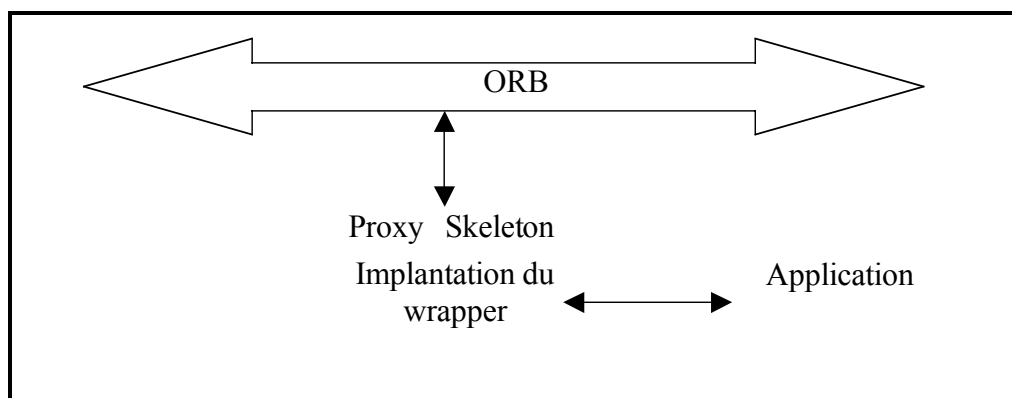 ORB
Proxy Skeleton
Implantation du
wrapper
Application